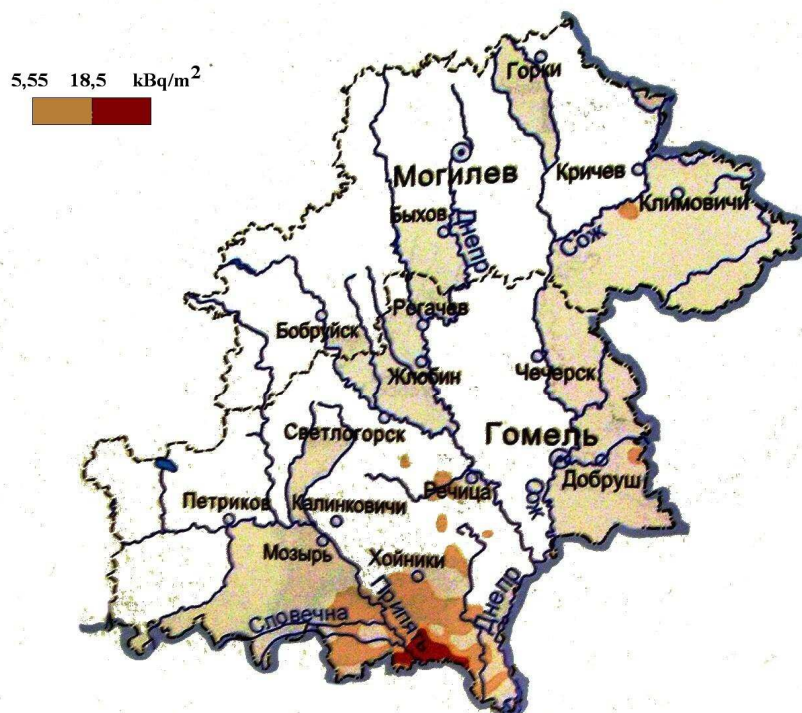 5,55 18,5 kBq/m²
Горки
Могилев
Кричев
Климовичи
Быхов
Днепр
Сож
Рогачев
Бобруйск
Жлобин
Чечерск
Светлогорск
Гомель
Речица
Добруш
Петриков
Калинковичи
Сож
Мозырь
Хойники
Припять
Днепр
Словечна